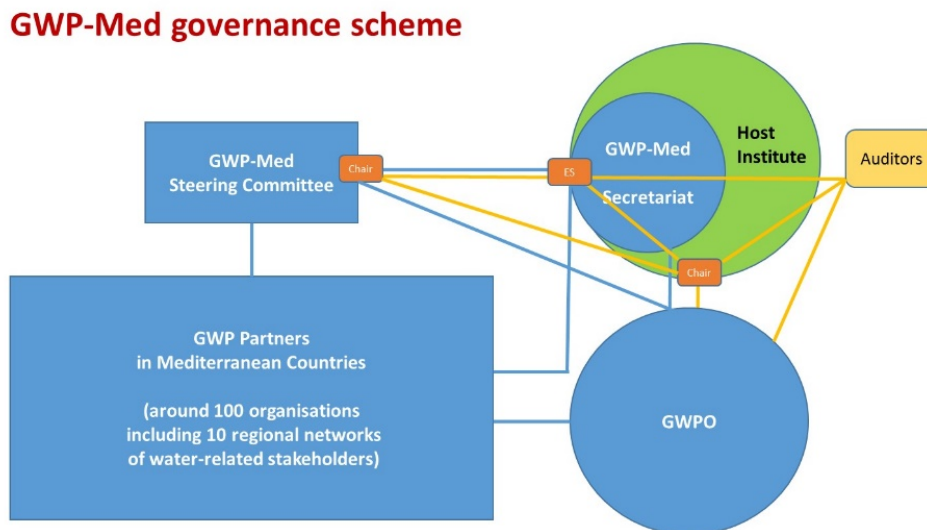 GWP-Med governance scheme
GWP-Med
Steering Committee
Chair
ES
GWP-Med
Secretariat
Host
Institute
Auditors
Chair
GWP Partners
in Mediterranean Countries
(around 100 organisations
including 10 regional networks
of water-related stakeholders)
GWPO